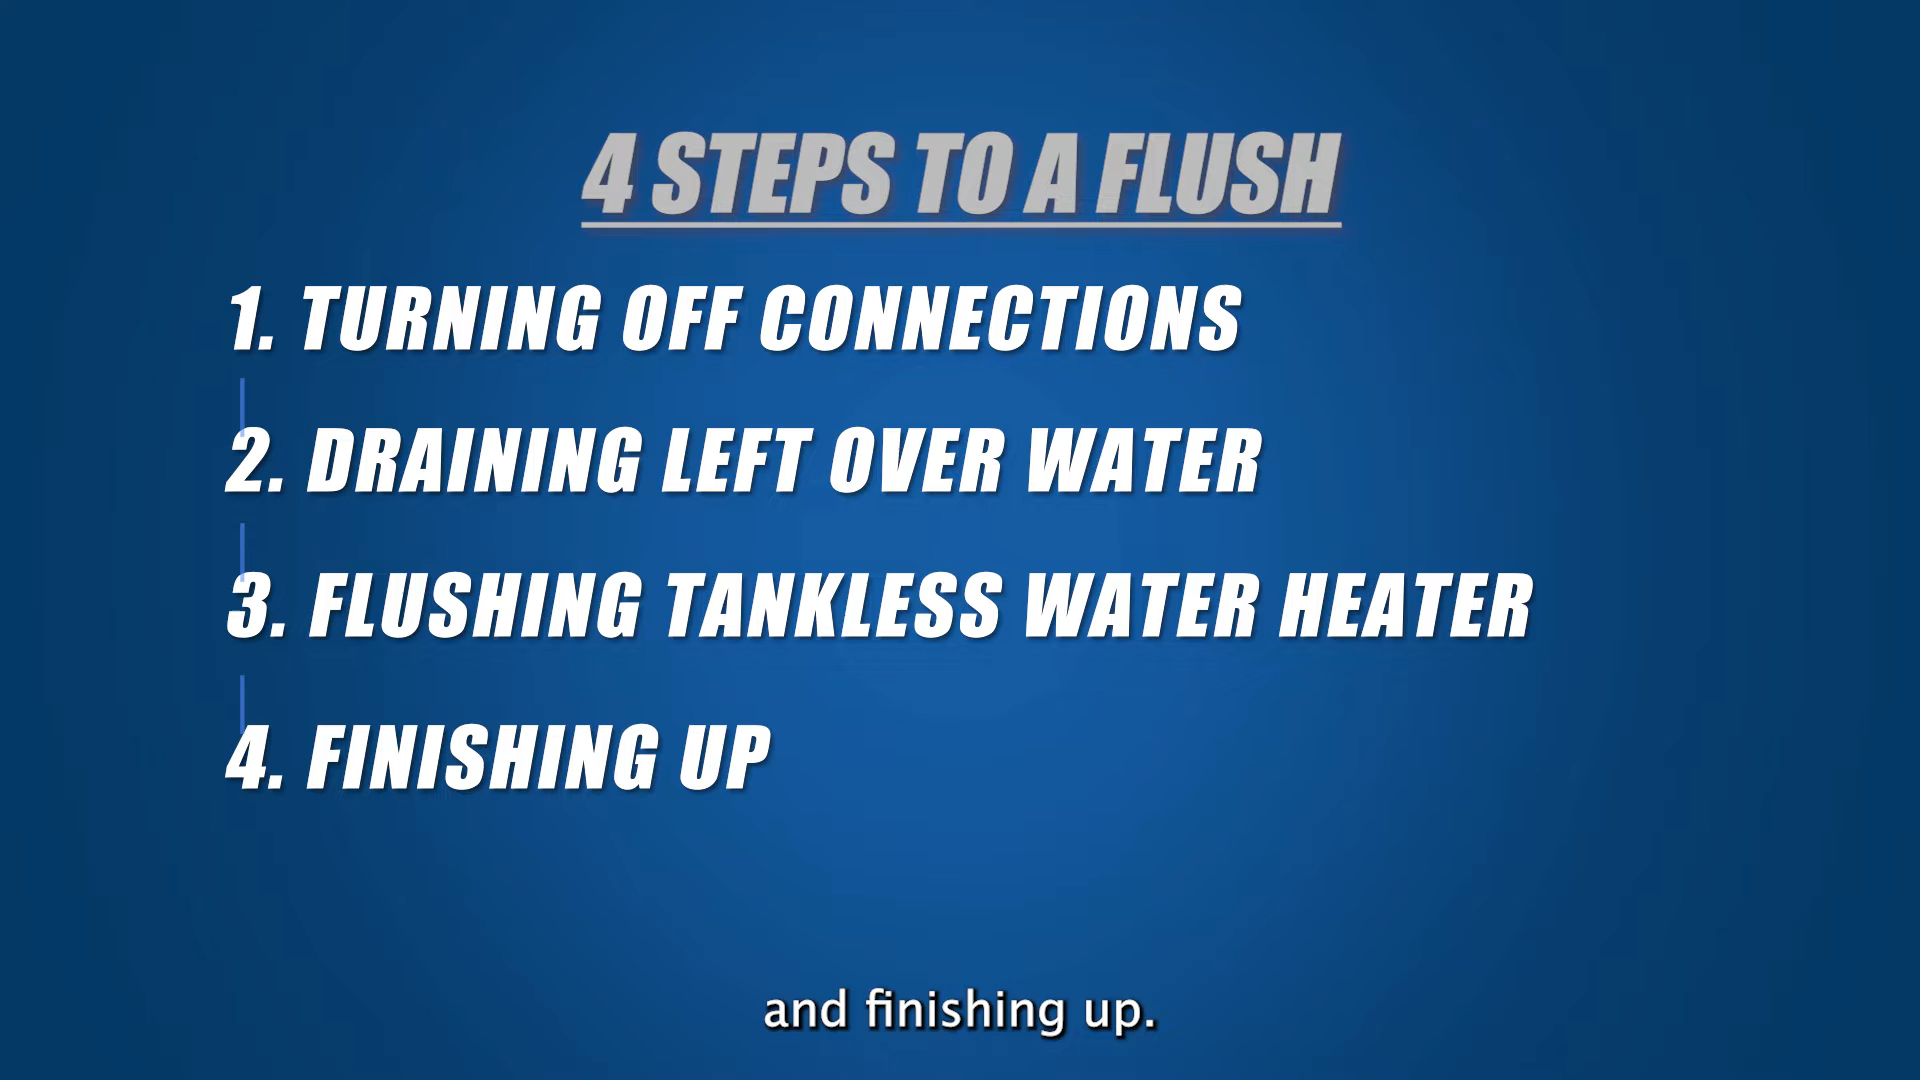 4 STEPS TO A FLUSH
1. TURNING OFF CONNECTIONS
2. DRAINING LEFT OVER WATER
3. FLUSHING TANKLESS WATER HEATER
4. FINISHING UP
and finishing up.